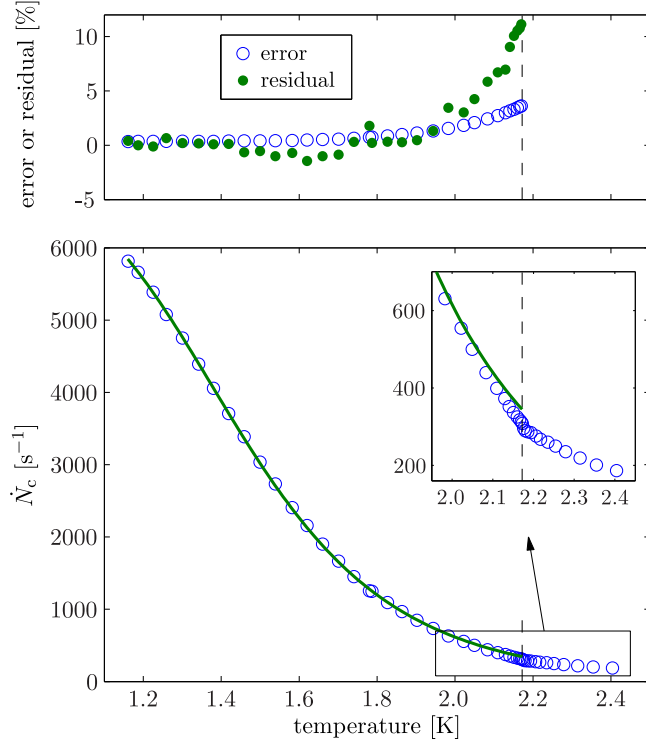 error or residual [%]
10
5
0
-5
error
residual
Ṅc [s⁻¹]
6000
5000
4000
3000
2000
1000
0
600
400
200
2.0 2.1 2.2 2.3 2.4
1.2 1.4 1.6 1.8 2.0 2.2 2.4
temperature [K]